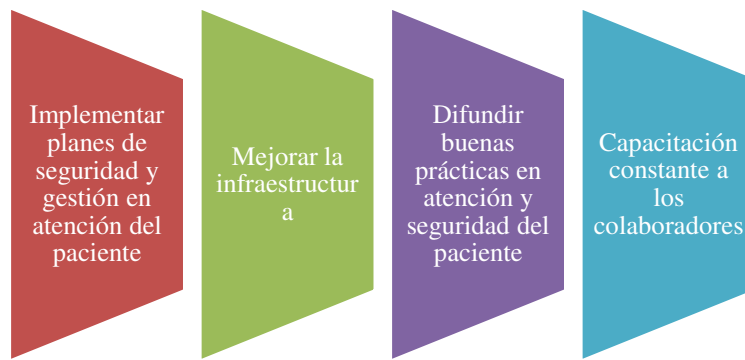 Implementar
planes de
seguridad y
gestión en
atención del
paciente
Mejorar la
infraestructur
a
Difundir
buenas
prácticas en
atención y
seguridad del
paciente
Capacitación
constante a
los
colaboradores